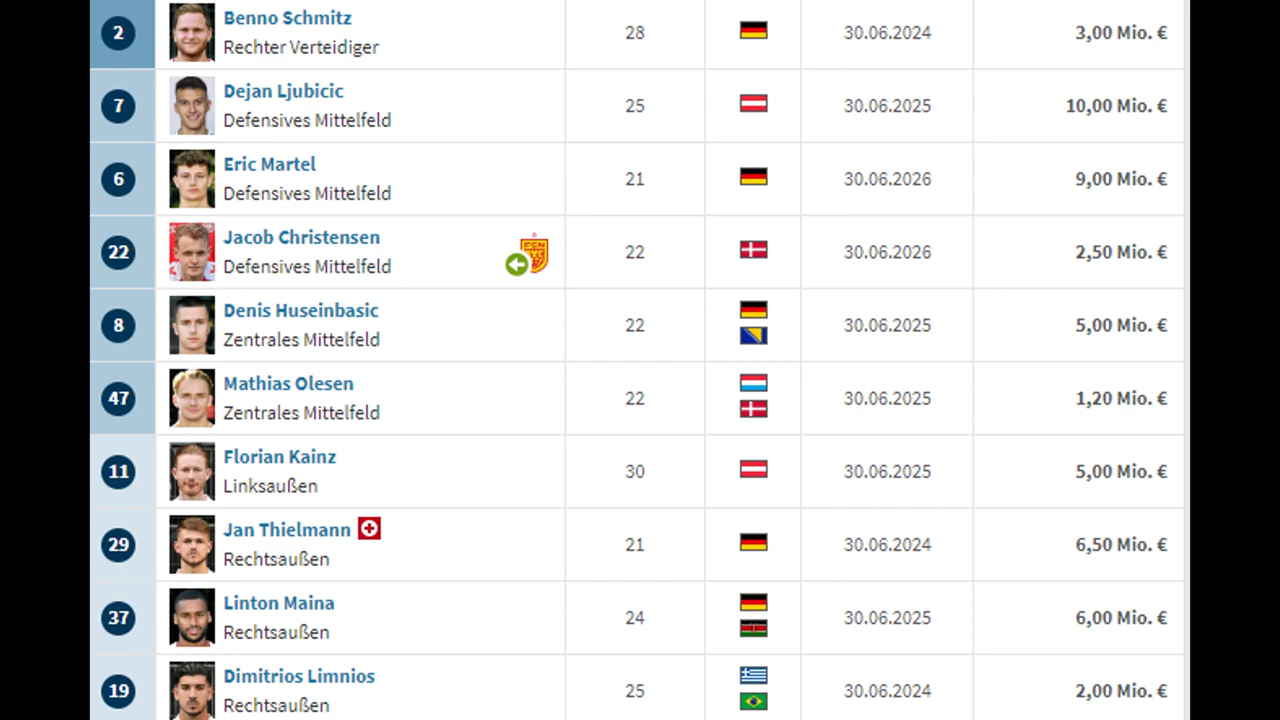 2
Benno Schmitz
Rechter Verteidiger
28
30.06.2024
3,00 Mio. €
7
Dejan Ljubicic
Defensives Mittelfeld
25
30.06.2025
10,00 Mio. €
6
Eric Martel
Defensives Mittelfeld
21
30.06.2026
9,00 Mio. €
22
Jacob Christensen
Defensives Mittelfeld
FCN
22
30.06.2026
2,50 Mio. €
8
Denis Huseinbasic
Zentrales Mittelfeld
22
30.06.2025
5,00 Mio. €
47
Mathias Olesen
Zentrales Mittelfeld
22
30.06.2025
1,20 Mio. €
11
Florian Kainz
Linksaußen
30
30.06.2025
5,00 Mio. €
29
Jan Thielmann
Rechtsaußen
21
30.06.2024
6,50 Mio. €
37
Linton Maina
Rechtsaußen
24
30.06.2025
6,00 Mio. €
19
Dimitrios Limnios
Rechtsaußen
25
30.06.2024
2,00 Mio. €